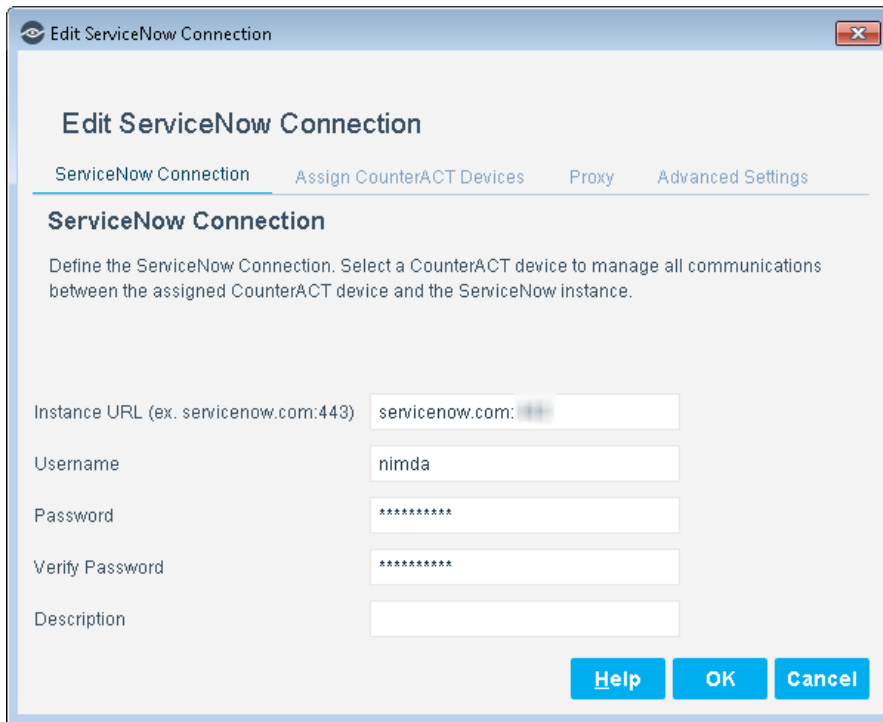 Edit ServiceNow Connection
Edit ServiceNow Connection
ServiceNow Connection Assign CounterACT Devices Proxy Advanced Settings
ServiceNow Connection
Define the ServiceNow Connection. Select a CounterACT device to manage all communications
between the assigned CounterACT device and the ServiceNow instance.
Instance URL (ex. servicenow.com:443) servicenow.com:
Username nimda
Password **********
Verify Password **********
Description
Help OK Cancel